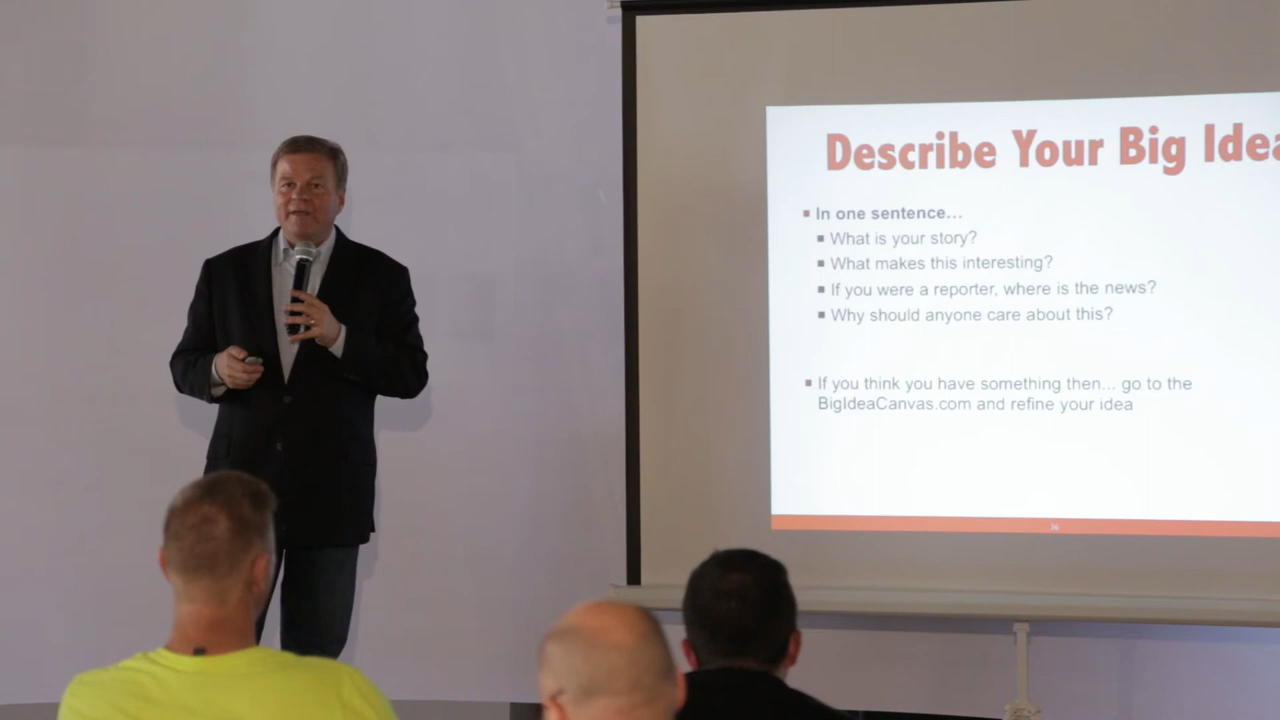 Describe Your Big Idea
In one sentence...
What is your story?
What makes this interesting?
If you were a reporter, where is the news?
Why should anyone care about this?
If you think you have something then... go to the
BigIdeaCanvas.com and refine your idea
36